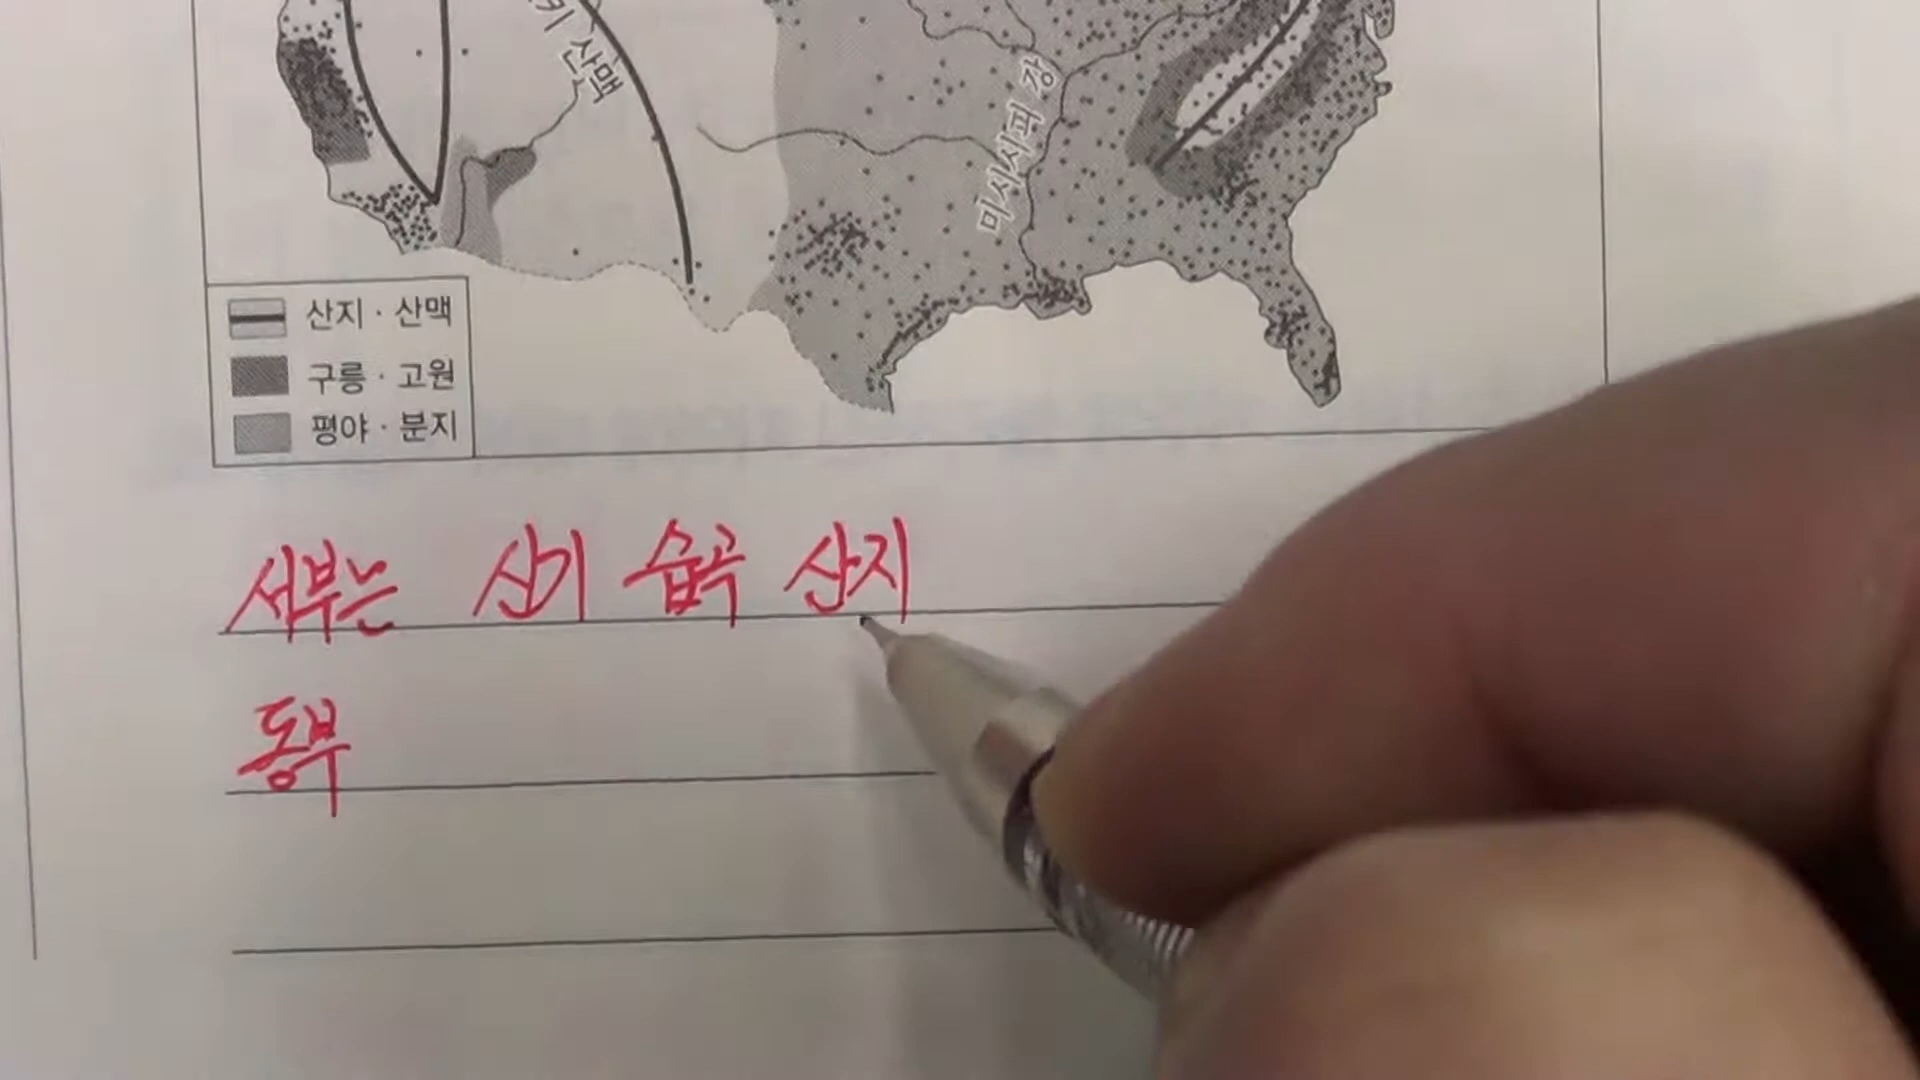 키 산맥
미시시피 강
산지 · 산맥
구릉 · 고원
평야 · 분지
서부는 신기 습곡 산지
동부